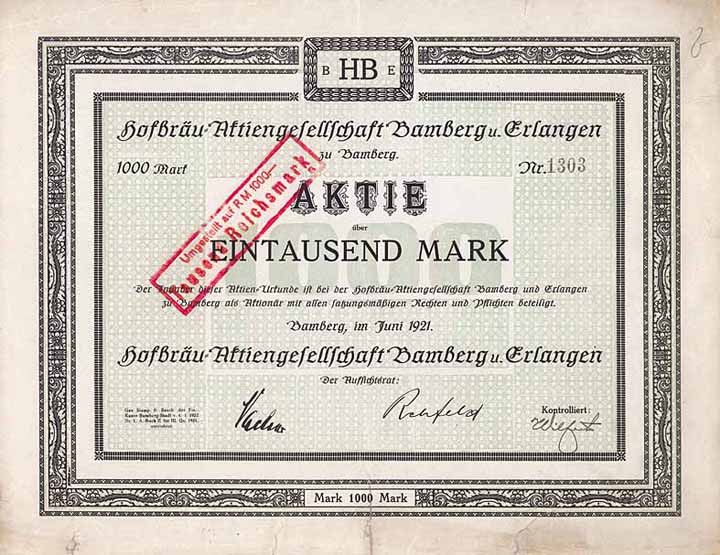 B HB E
Hofbräu-Aktiengesellschaft Bamberg u. Erlangen
zu Bamberg.
1000 Mark
Nr. 1303
Umgestellt auf RM 1000,—
Tausend Reichsmark
AKTIE
über
EINTAUSEND MARK
Der Inhaber dieser Aktien-Urkunde ist bei der Hofbräu-Aktiengesellschaft Bamberg und Erlangen
zu Bamberg als Aktionär mit allen satzungsmäßigen Rechten und Pflichten beteiligt.
Bamberg, im Juni 1921.
Hofbräu-Aktiengesellschaft Bamberg u. Erlangen
Der Aufsichtsrat:
Rehfeld
Kontrolliert:
Mark 1000 Mark